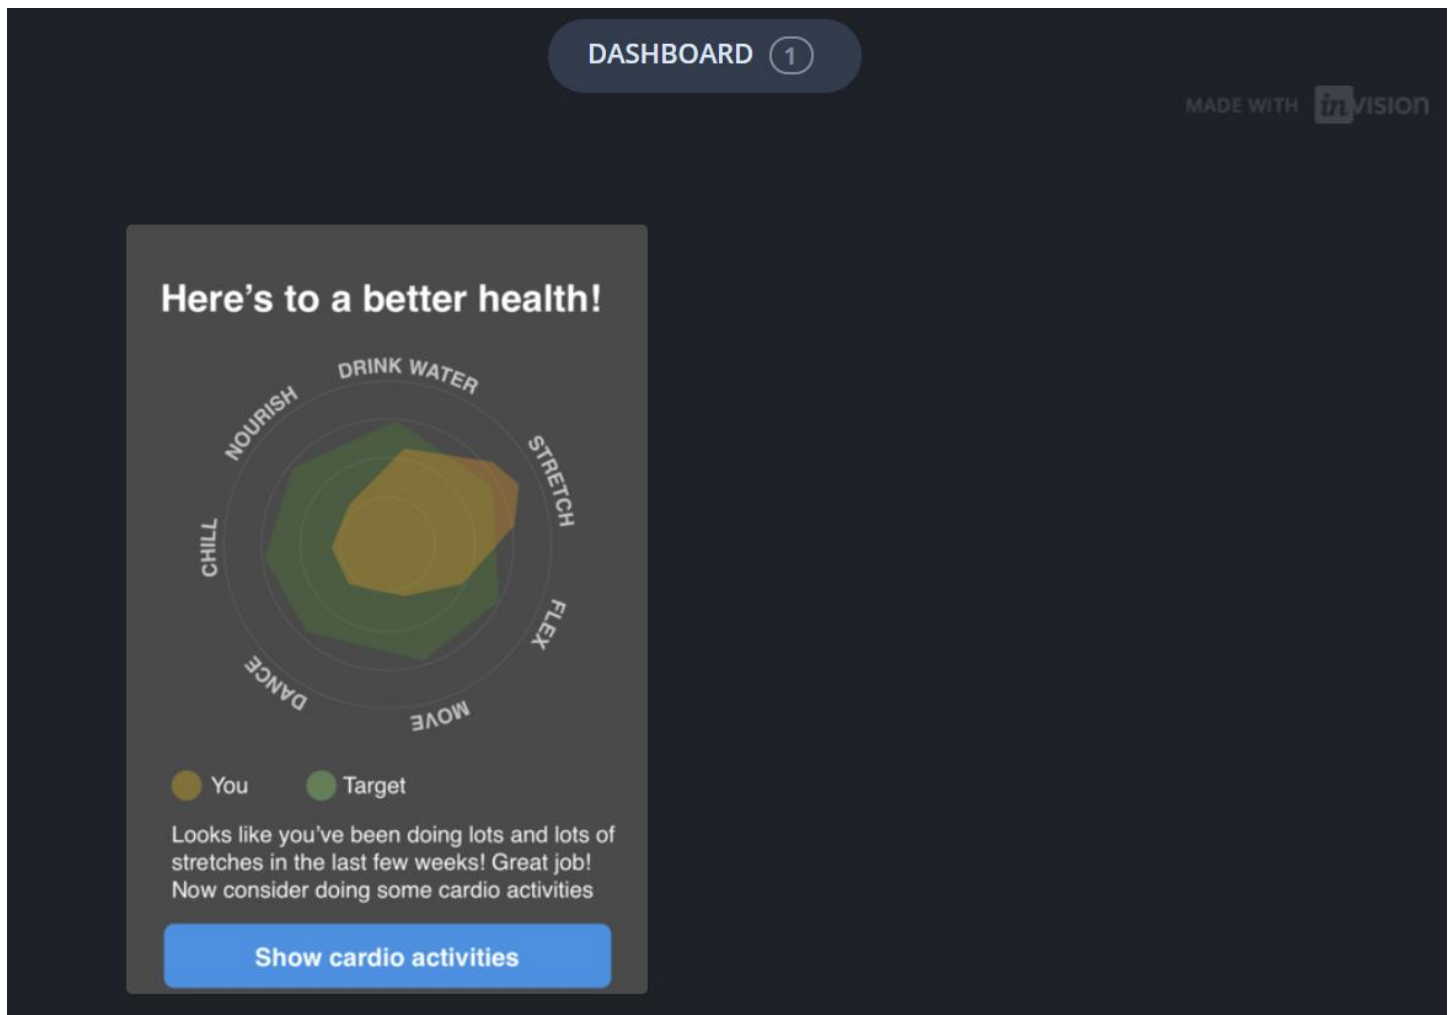 DASHBOARD 1
MADE WITH inVISION
Here's to a better health!
DRINK WATER
NOURISH
STRETCH
CHILL
FLEX
DANCE
MOVE
You Target
Looks like you've been doing lots and lots of
stretches in the last few weeks! Great job!
Now consider doing some cardio activities
Show cardio activities